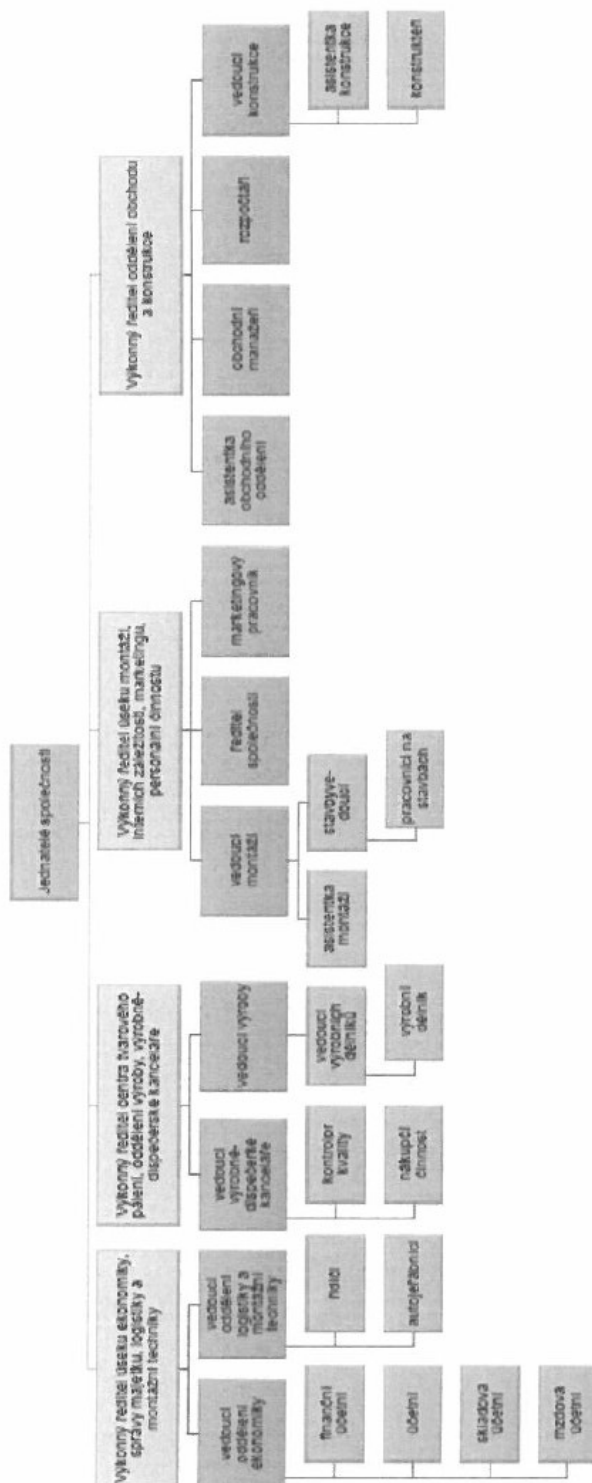 Jednatelé společnosti
Výkonný ředitel úseku ekonomiky,
správy majetku, logistiky a
montážní techniky
vedoucí
oddělení
ekonomiky
finanční
účetní
účetní
skladová
účetní
mzdová
účetní
vedoucí
oddělení
logistiky a
montážní
techniky
řidiči
autojeřábníci
Výkonný ředitel centra tvarového
pálení, oddělení výroby, výrobně-
dispečerské kanceláře
vedoucí
výrobně-
dispečerské
kanceláře
kontrolor
kvality
nákupčí
činnost
vedoucí výroby
vedoucí
výrobních
dělníků
výrobní
dělník
Výkonný ředitel úseku montáží,
interních záležitostí, marketingu,
personální činnostu
vedoucí
montáží
asistentka
montáží
stavbyve-
doucí
pracovníci na
stavbách
ředitel
společnosti
marketingový
pracovník
Výkonný ředitel oddělení obchodu
a konstrukce
asistentka
obchodního
oddělení
obchodní
manažeři
rozpočtáři
vedoucí
konstrukce
asistentka
konstrukce
konstruktéři